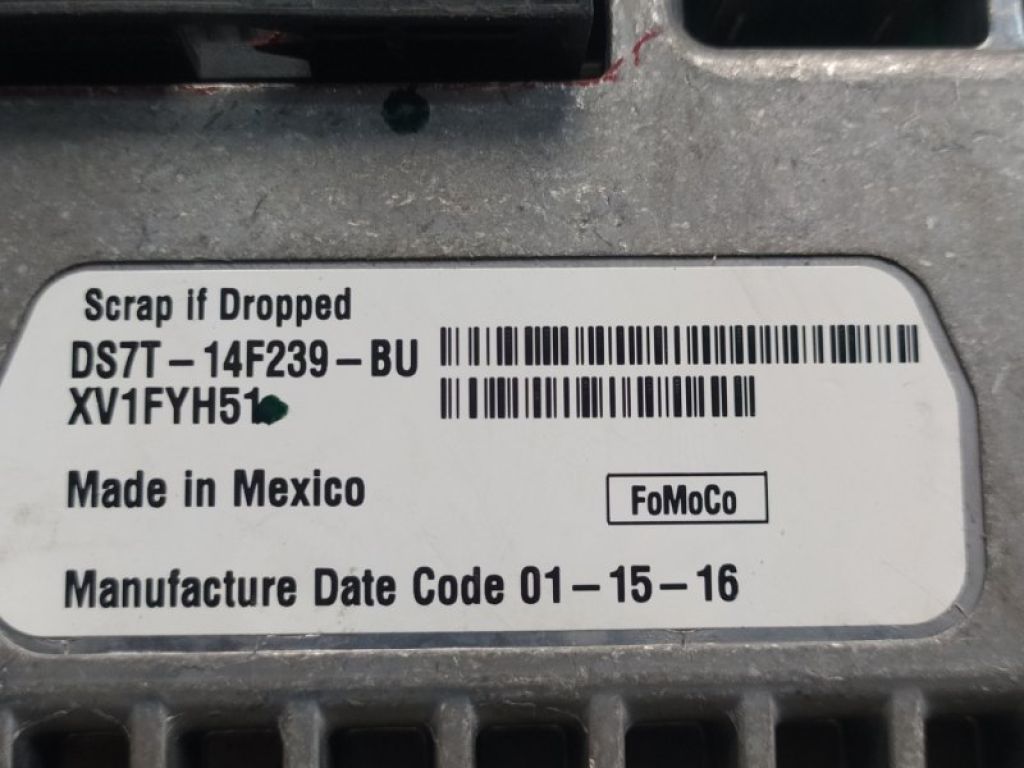 Scrap if Dropped
DS7T-14F239-BU
XV1FYH51
Made in Mexico
FoMoCo
Manufacture Date Code 01-15-16